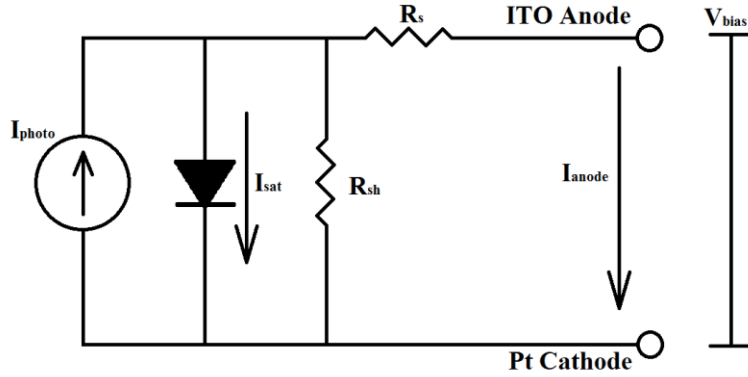 Rs
ITO Anode
Vbias
Iphoto
Isat
Rsh
Ianode
Pt Cathode